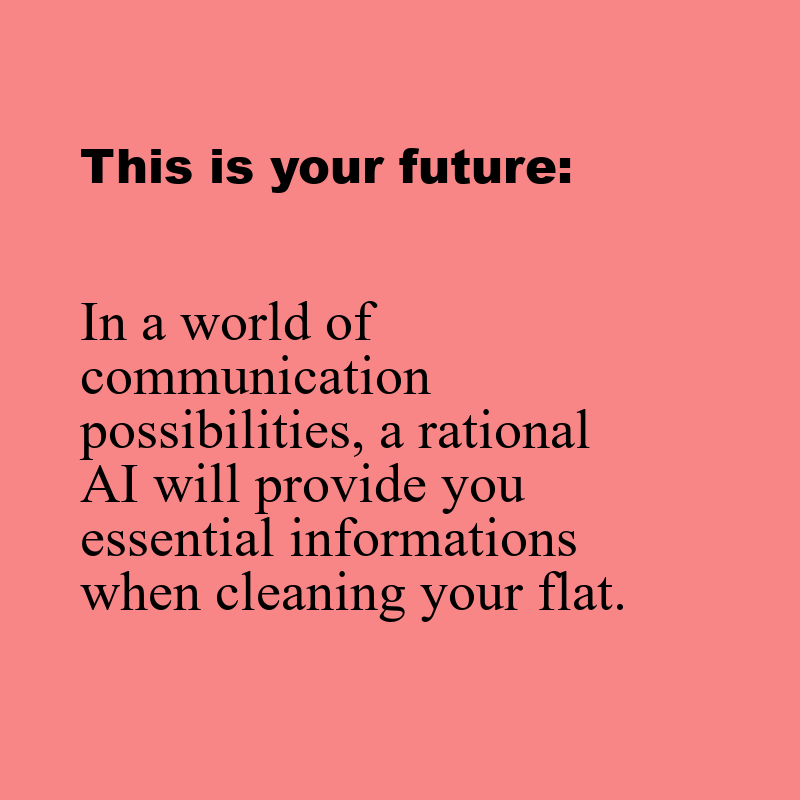 This is your future:
In a world of
communication
possibilities, a rational
AI will provide you
essential informations
when cleaning your flat.